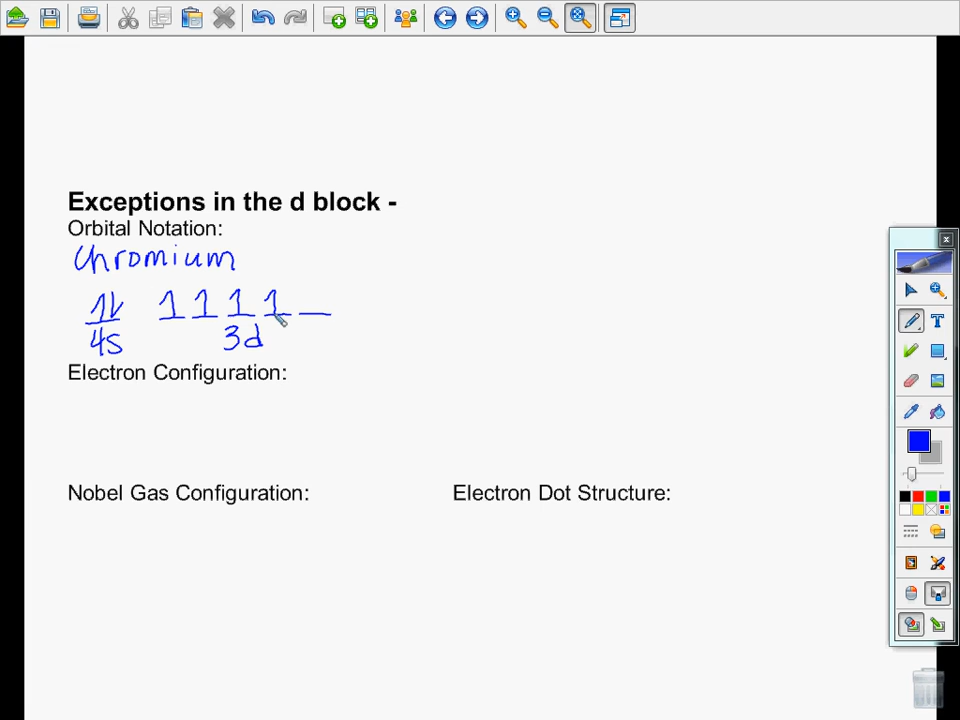 Exceptions in the d block -
Orbital Notation:
Chromium
1↓ 1 1 1 1 _
4s 3d
Electron Configuration:
Nobel Gas Configuration: Electron Dot Structure: